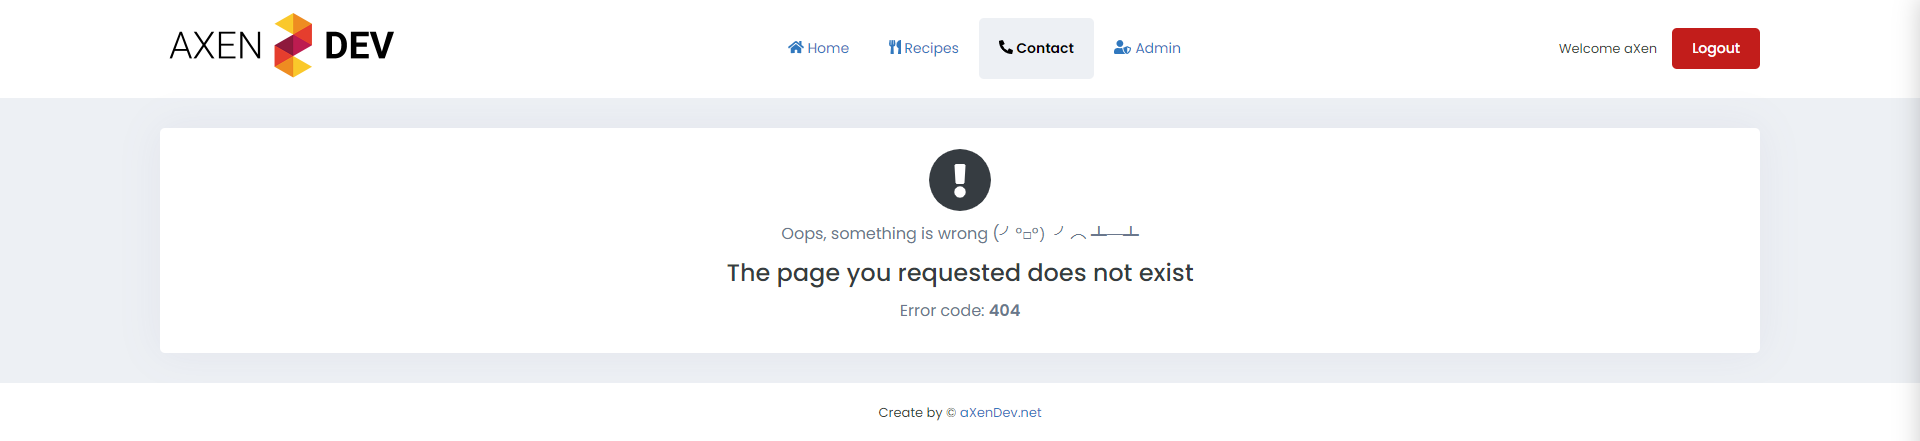 AXEN DEV
Home Recipes Contact Admin
Welcome aXen Logout
Oops, something is wrong (╯°□°)╯︵ ┻━┻
The page you requested does not exist
Error code: 404
Create by © aXenDev.net